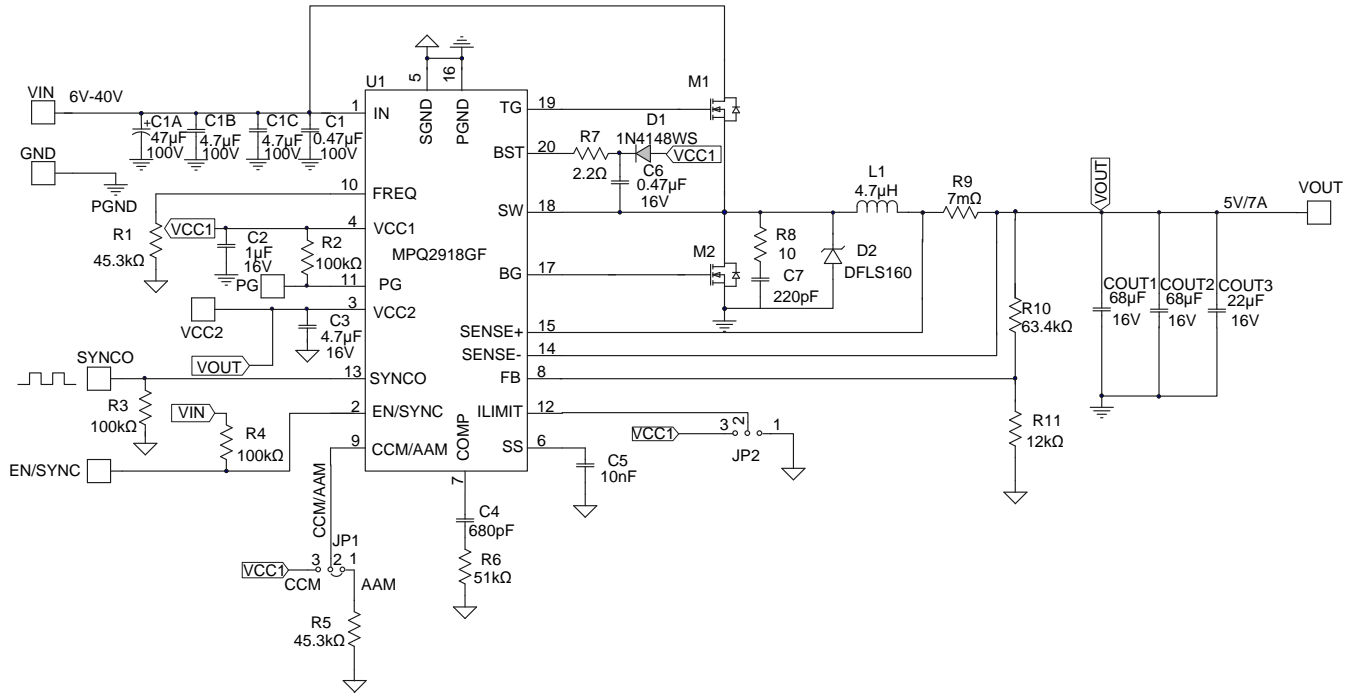 U1
MPQ2918GF
5
SGND
16
PGND
VIN
6V-40V
GND
PGND
+C1A
47µF
100V
C1B
4.7µF
100V
C1C
4.7µF
100V
C1
0.47µF
100V
1
IN
10
FREQ
R1
45.3kΩ
VCC1
4
VCC1
C2
1µF
16V
R2
100kΩ
PG
11
PG
3
VCC2
VCC2
C3
4.7µF
16V
VOUT
SYNCO
13
SYNCO
R3
100kΩ
VIN
R4
100kΩ
2
EN/SYNC
EN/SYNC
9
CCM/AAM
CCM/AAM
JP1
VCC1
3
2
1
CCM
AAM
R5
45.3kΩ
COMP
7
C4
680pF
R6
51kΩ
TG
19
M1
BST
20
R7
2.2Ω
D1
1N4148WS
VCC1
C6
0.47µF
16V
SW
18
BG
17
M2
R8
10
C7
220pF
D2
DFLS160
L1
4.7µH
R9
7mΩ
SENSE+
15
SENSE-
14
FB
8
ILIMIT
12
VCC1
3
2
1
JP2
SS
6
C5
10nF
R10
63.4kΩ
R11
12kΩ
VOUT
5V/7A
VOUT
COUT1
68µF
16V
COUT2
68µF
16V
COUT3
22µF
16V